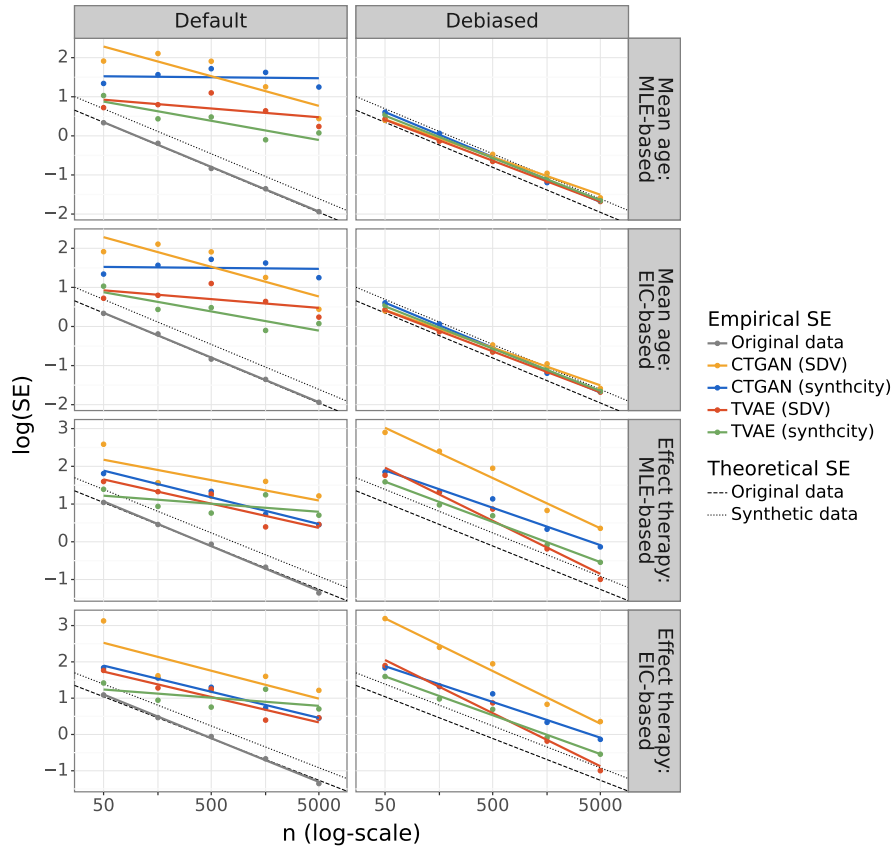 Default
Debiased
2
1
0
−1
−2
Mean age:
MLE-based
2
1
0
−1
−2
Mean age:
EIC-based
3
2
1
0
−1
Effect therapy:
MLE-based
3
2
1
0
−1
Effect therapy:
EIC-based
log(SE)
50
500
5000
50
500
5000
n (log-scale)
Empirical SE
Original data
CTGAN (SDV)
CTGAN (synthcity)
TVAE (SDV)
TVAE (synthcity)
Theoretical SE
Original data
Synthetic data